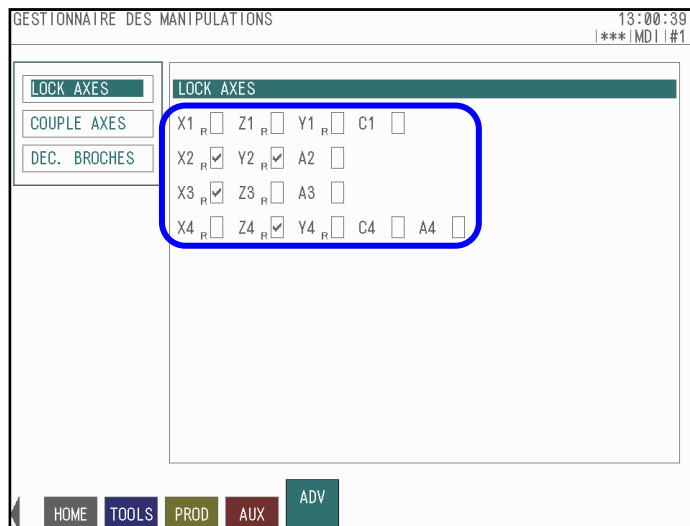 GESTIONNAIRE DES MANIPULATIONS 13:00:39
|***|MDI||#1
LOCK AXES
COUPLE AXES
DEC. BROCHES
LOCK AXES
X1 R Z1 R Y1 R C1
X2 R Y2 R A2
X3 R Z3 R A3
X4 R Z4 R Y4 R C4 A4
HOME TOOLS PROD AUX ADV